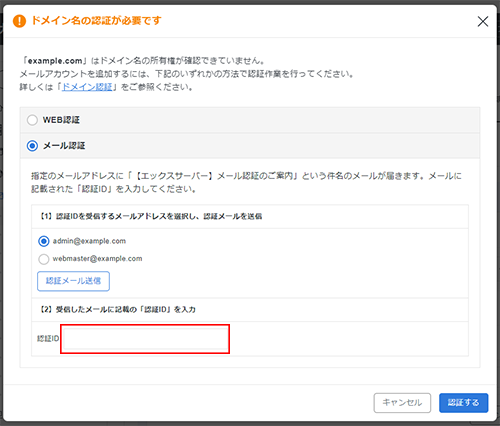 ドメイン名の認証が必要です
「example.com」はドメイン名の所有権が確認できていません。
メールアカウントを追加するには、下記のいずれかの方法で認証作業を行ってください。
詳しくは「ドメイン認証」をご参照ください。
WEB認証
メール認証
指定のメールアドレスに「【エックスサーバー】メール認証のご案内」という件名のメールが届きます。メールに
記載された「認証ID」を入力してください。
【1】認証IDを受信するメールアドレスを選択し、認証メールを送信
admin@example.com
webmaster@example.com
認証メール送信
【2】受信したメールに記載の「認証ID」を入力
認証ID
キャンセル
認証する